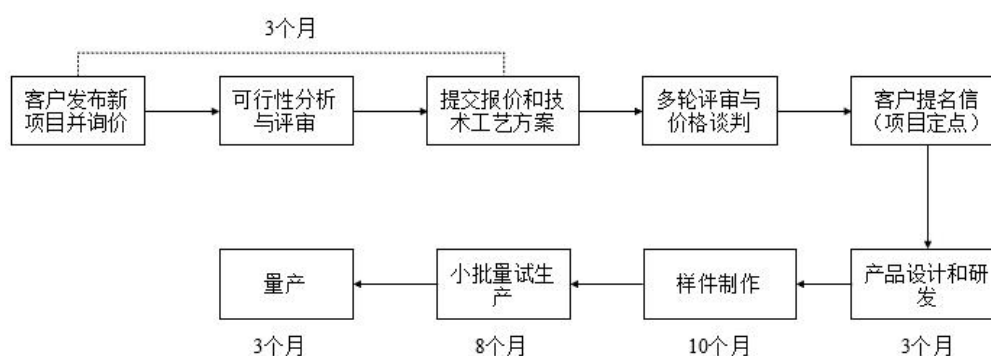 3个月
客户发布新
项目并询价
可行性分析
与评审
提交报价和技
术工艺方案
多轮评审与
价格谈判
客户提名信
（项目定点）
量产
小批量试生
产
样件制作
产品设计和研
发
3个月
8个月
10个月
3个月